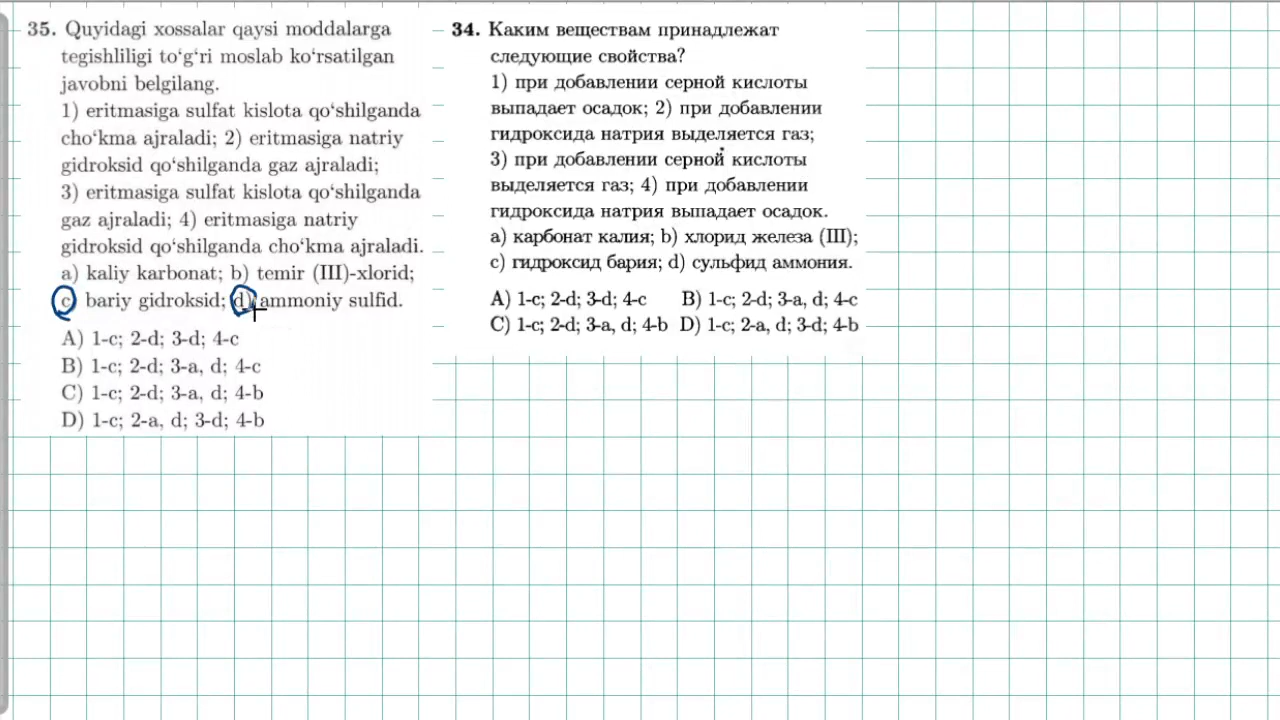 35. Quyidagi xossalar qaysi moddalarga
tegishliligi to‘g‘ri moslab ko‘rsatilgan
javobni belgilang.
1) eritmasiga sulfat kislota qo‘shilganda
cho‘kma ajraladi; 2) eritmasiga natriy
gidroksid qo‘shilganda gaz ajraladi;
3) eritmasiga sulfat kislota qo‘shilganda
gaz ajraladi; 4) eritmasiga natriy
gidroksid qo‘shilganda cho‘kma ajraladi.
a) kaliy karbonat; b) temir (III)-xlorid;
c) bariy gidroksid; d) ammoniy sulfid.
A) 1-c; 2-d; 3-d; 4-c
B) 1-c; 2-d; 3-a, d; 4-c
C) 1-c; 2-d; 3-a, d; 4-b
D) 1-c; 2-a, d; 3-d; 4-b
34. Каким веществам принадлежат
следующие свойства?
1) при добавлении серной кислоты
выпадает осадок; 2) при добавлении
гидроксида натрия выделяется газ;
3) при добавлении серной кислоты
выделяется газ; 4) при добавлении
гидроксида натрия выпадает осадок.
a) карбонат калия; b) хлорид железа (III);
c) гидроксид бария; d) сульфид аммония.
A) 1-c; 2-d; 3-d; 4-c B) 1-c; 2-d; 3-a, d; 4-c
C) 1-c; 2-d; 3-a, d; 4-b D) 1-c; 2-a, d; 3-d; 4-b